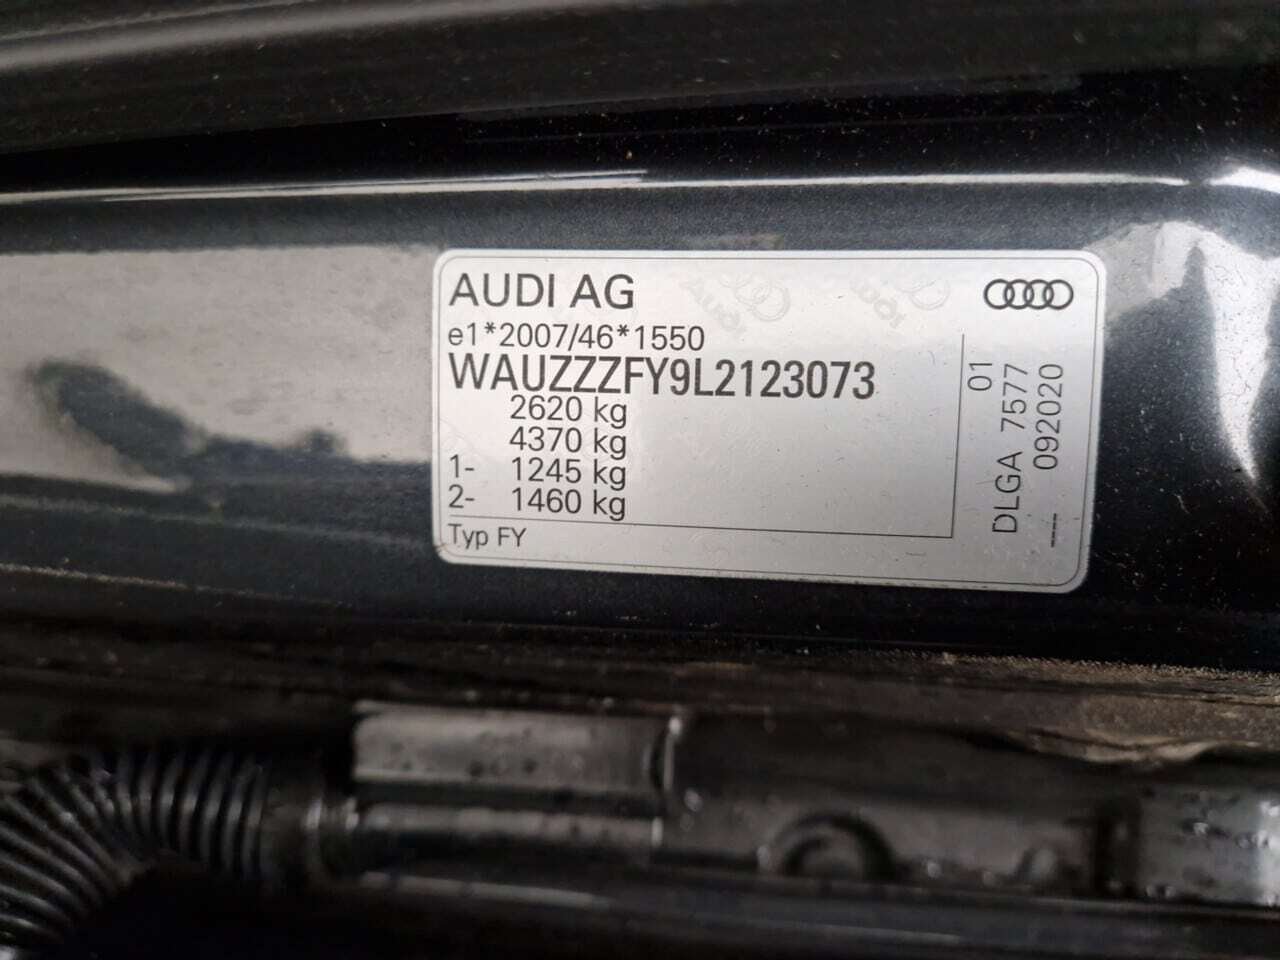 AUDI AG
e1*2007/46*1550
WAUZZZFY9L2123073
2620 kg
4370 kg
1- 1245 kg
2- 1460 kg
Typ FY
01
DLGA 7577
---- 092020